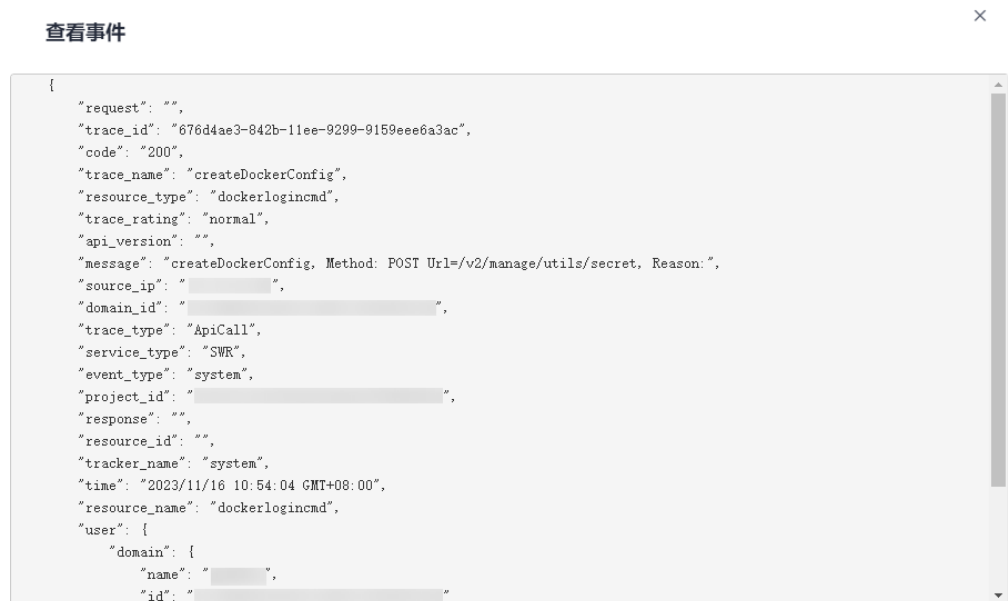 查看事件
{
"request": "",
"trace_id": "676d4ae3-842b-11ee-9299-9159eee6a3ac",
"code": "200",
"trace_name": "createDockerConfig",
"resource_type": "dockerlogincmd",
"trace_rating": "normal",
"api_version": "",
"message": "createDockerConfig, Method: POST Url=/v2/manage/utils/secret, Reason:",
"source_ip": " ",
"domain_id": " ",
"trace_type": "ApiCall",
"service_type": "SWR",
"event_type": "system",
"project_id": " ",
"response": "",
"resource_id": "",
"tracker_name": "system",
"time": "2023/11/16 10:54:04 GMT+08:00",
"resource_name": "dockerlogincmd",
"user": {
"domain": {
"name": " ",
"id": " "